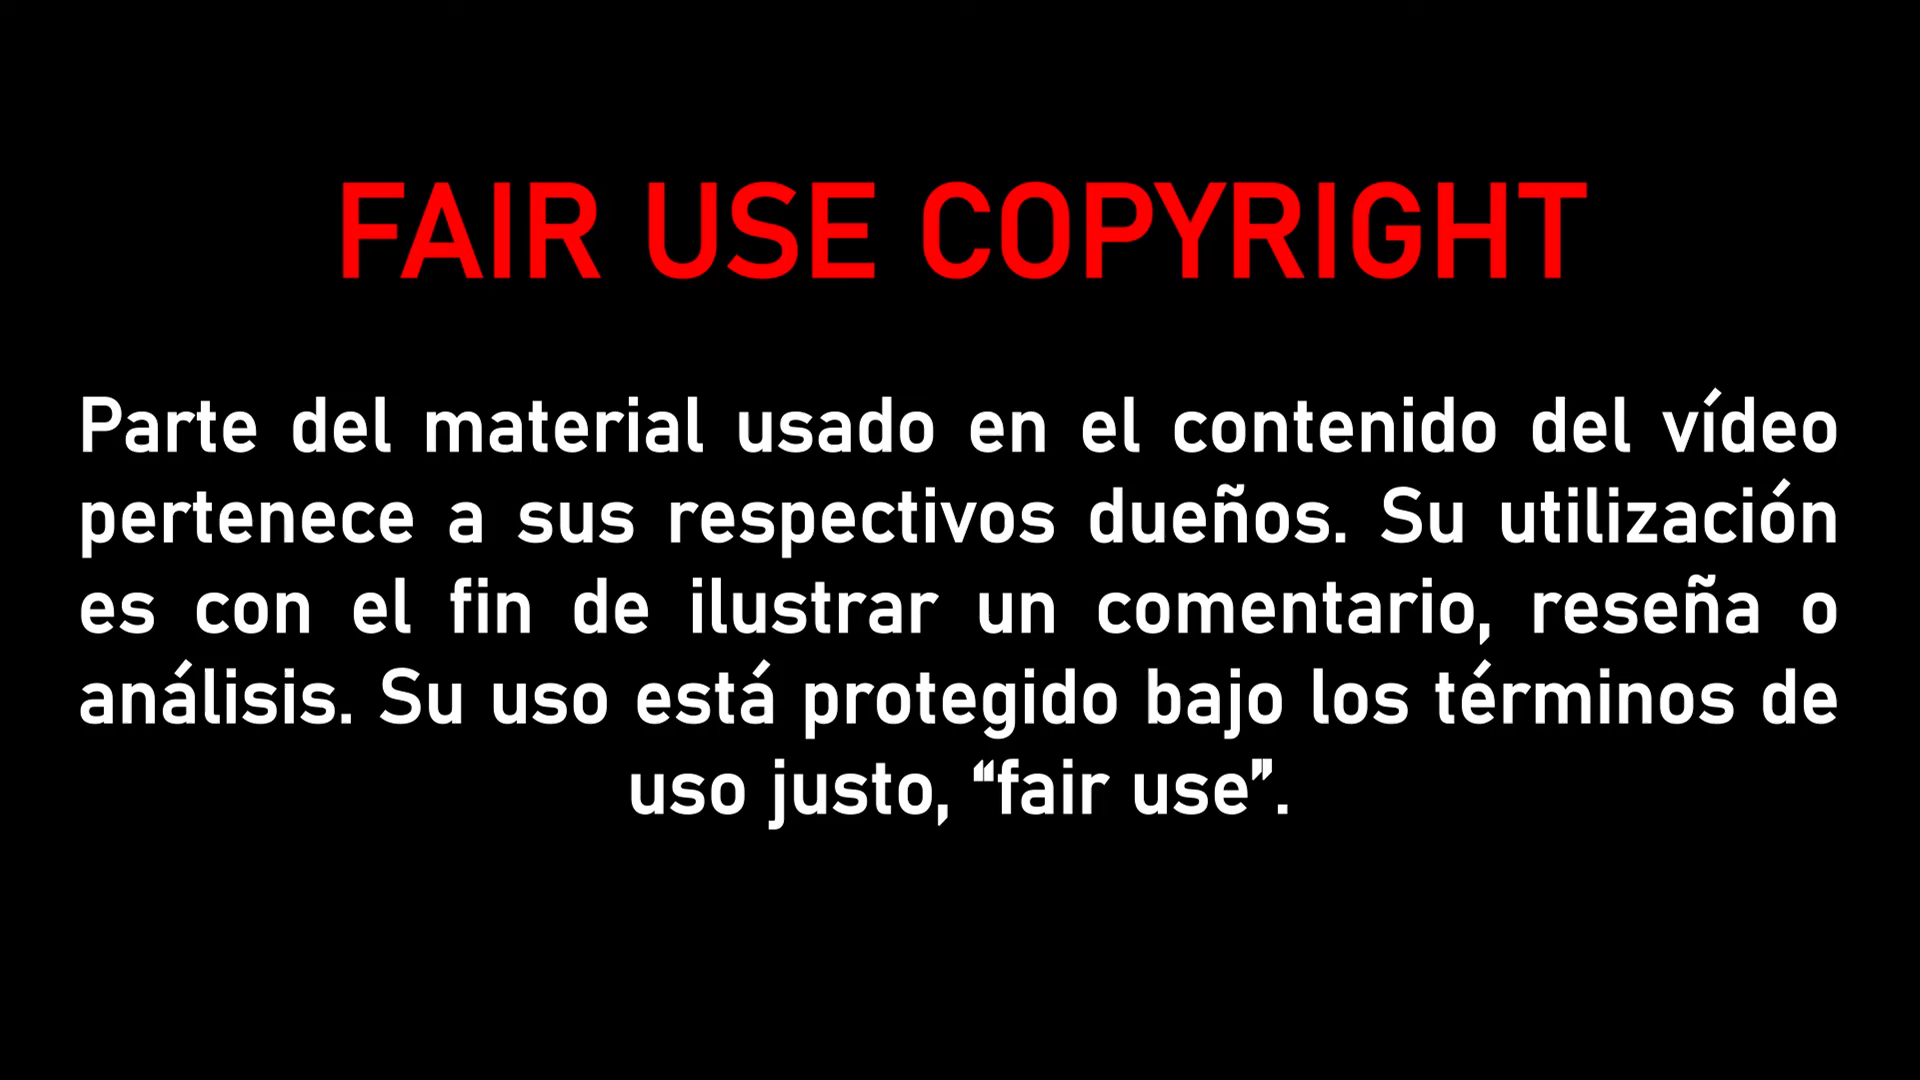 FAIR USE COPYRIGHT
Parte del material usado en el contenido del vídeo
pertenece a sus respectivos dueños. Su utilización
es con el fin de ilustrar un comentario, reseña o
análisis. Su uso está protegido bajo los términos de
uso justo, “fair use”.